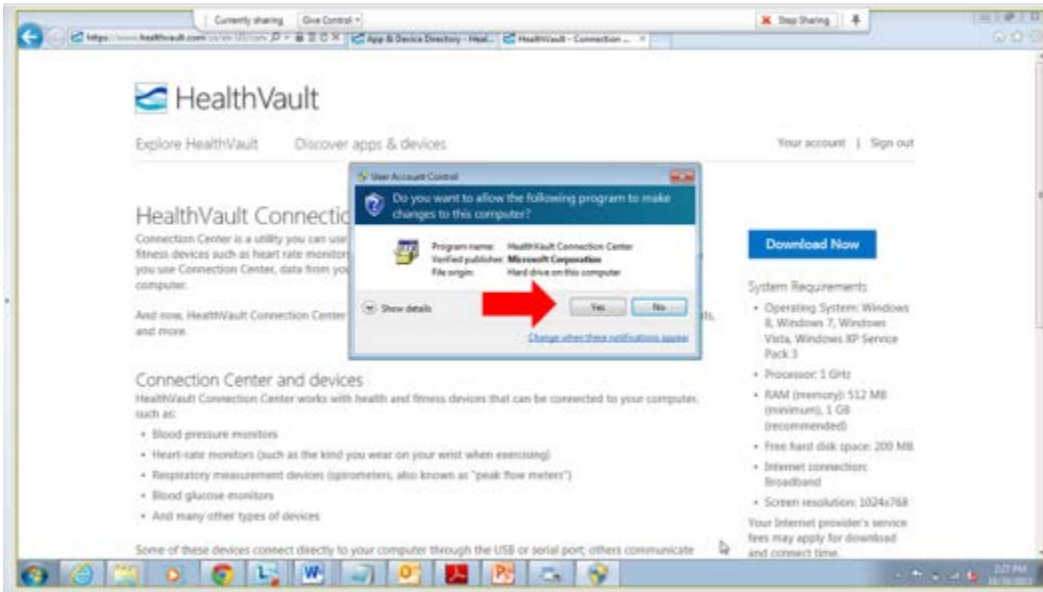 Currently sharing Give Control
Stop Sharing
App & Device Directory - Heal...
HealthVault - Connection ...
HealthVault
Explore HealthVault Discover apps & devices
Your account | Sign out
User Account Control
Do you want to allow the following program to make
changes to this computer?
Program name: HealthVault Connection Center
Verified publisher: Microsoft Corporation
File origin: Hard drive on this computer
Show details
Yes No
Change when these notifications appear
HealthVault Connectio
Connection Center is a utility you can use
fitness devices such as heart rate monitor
you use Connection Center, data from you
computer.
And now, HealthVault Connection Center
and more.
Connection Center and devices
HealthVault Connection Center works with health and fitness devices that can be connected to your computer,
such as:
• Blood pressure monitors
• Heart-rate monitors (such as the kind you wear on your wrist when exercising)
• Respiratory measurement devices (spirometers, also known as "peak flow meters")
• Blood glucose monitors
• And many other types of devices
Some of these devices connect directly to your computer through the USB or serial port; others communicate
Download Now
System Requirements
• Operating System: Windows
8, Windows 7, Windows
Vista, Windows XP Service
Pack 3
• Processor: 1 GHz
• RAM (memory): 512 MB
(minimum), 1 GB
(recommended)
• Free hard disk space: 200 MB
• Internet connection:
Broadband
• Screen resolution: 1024x768
Your Internet provider's service
fees may apply for download
and connect time.
2:27 PM